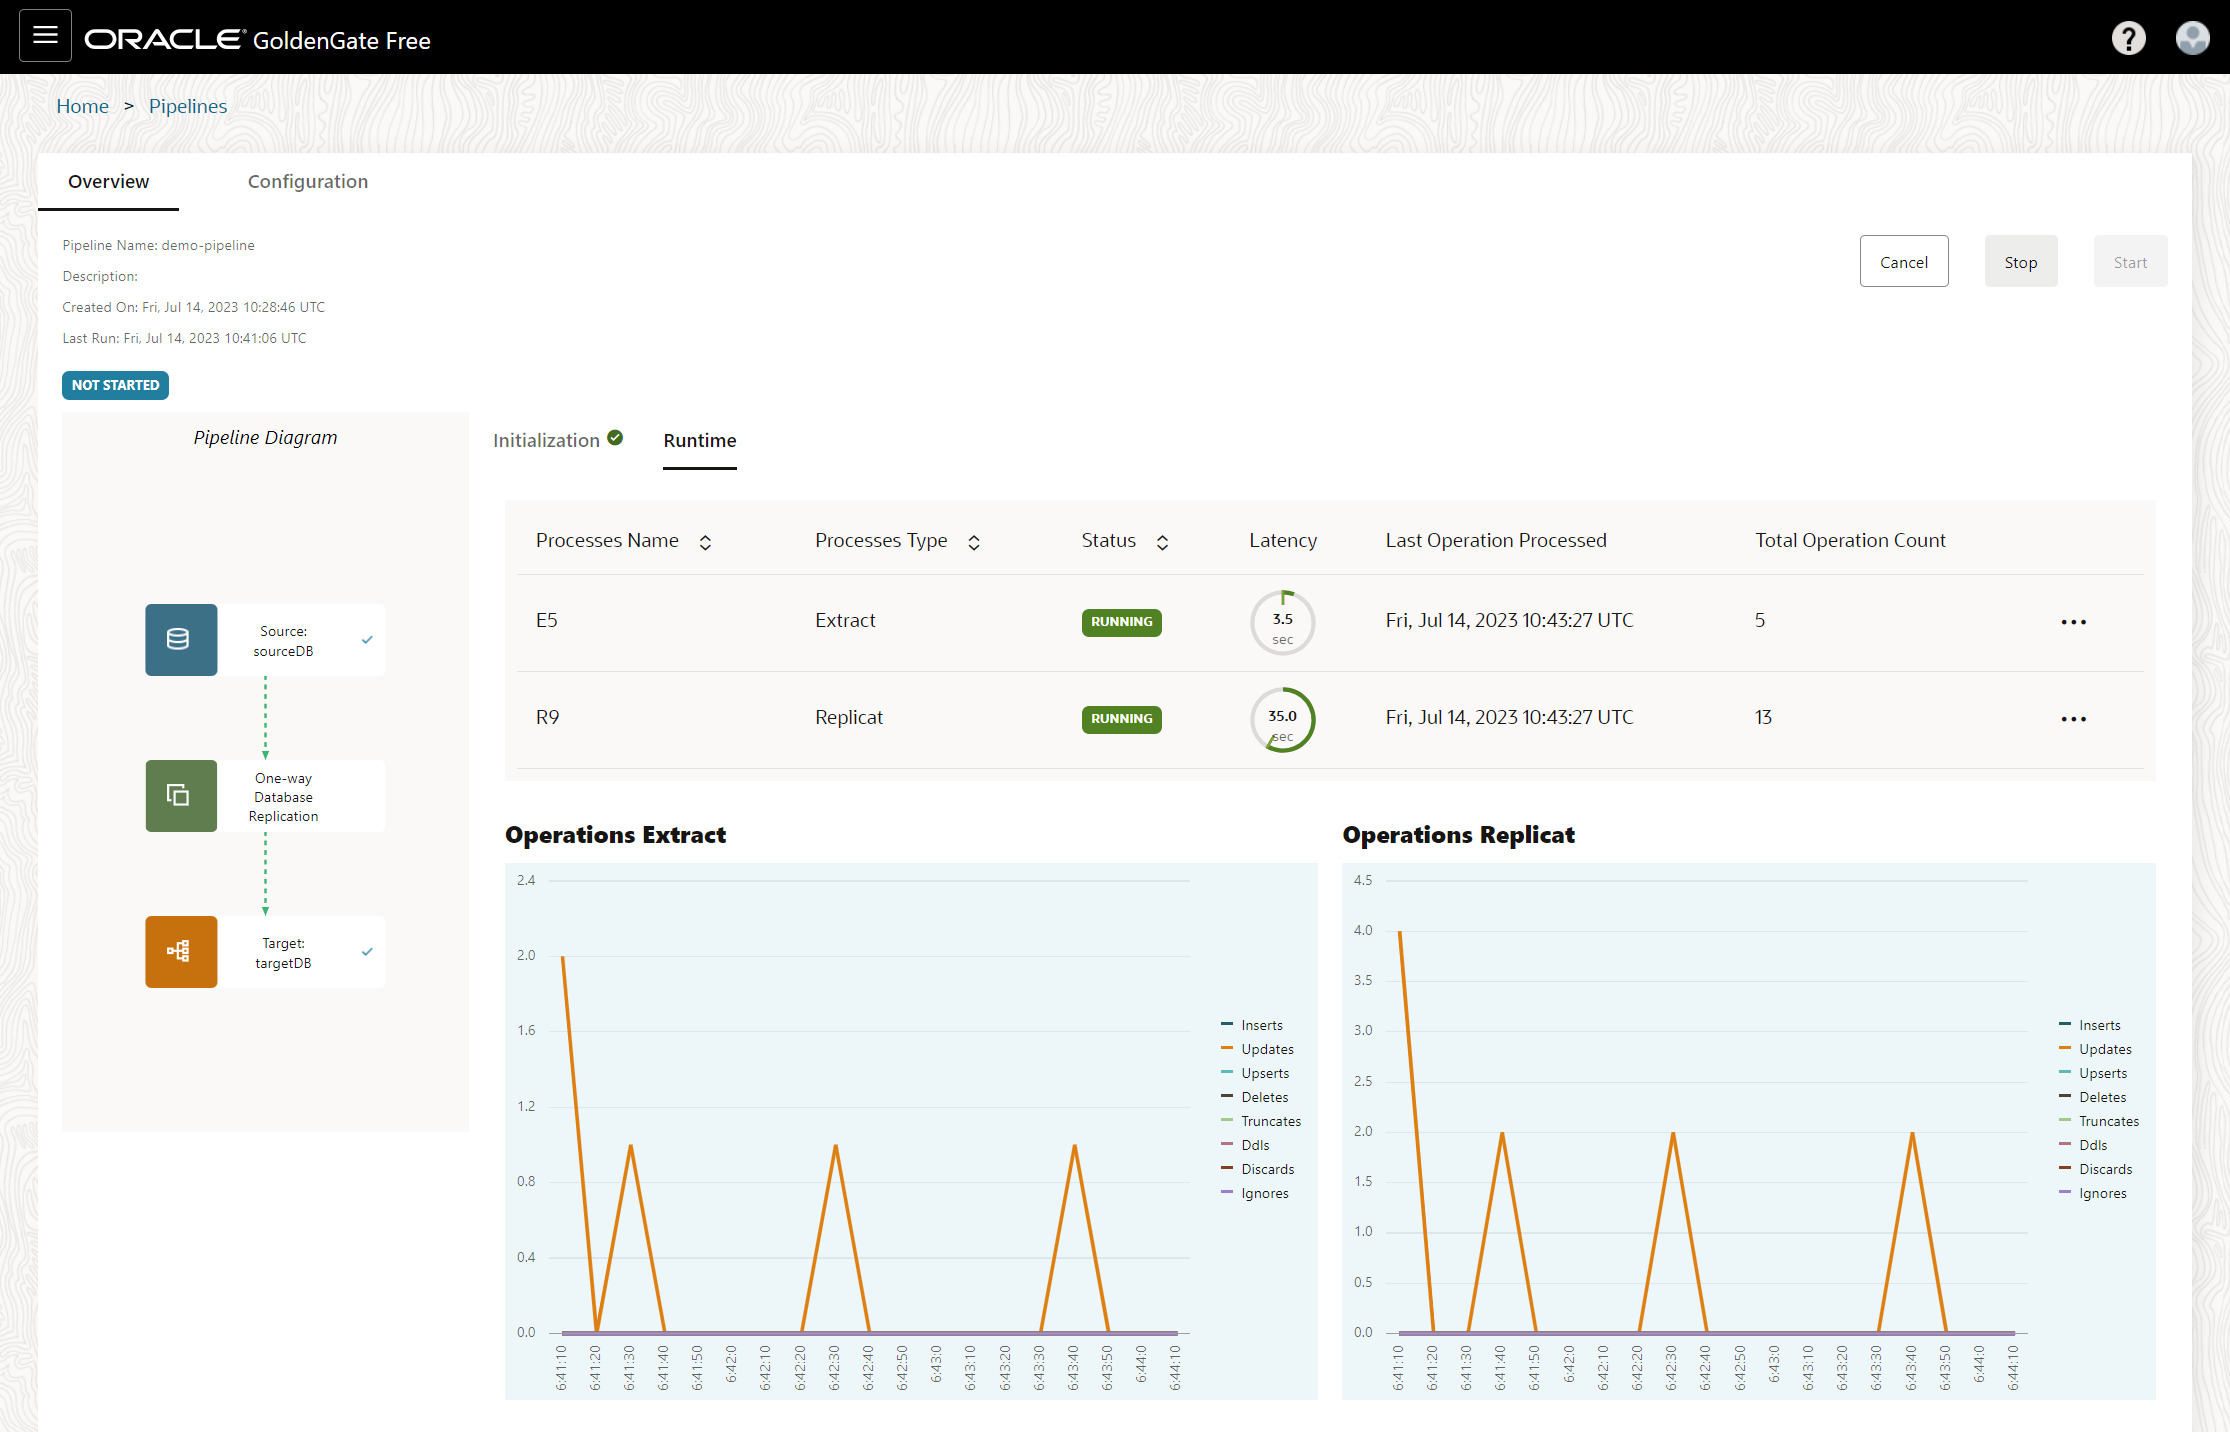 ORACLE GoldenGate Free
Home > Pipelines
Overview
Configuration
Pipeline Name: demo-pipeline
Description:
Created On: Fri, Jul 14, 2023 10:28:46 UTC
Last Run: Fri, Jul 14, 2023 10:41:06 UTC
Cancel
Stop
Start
NOT STARTED
Pipeline Diagram
Source:
sourceDB
One-way
Database
Replication
Target:
targetDB
Initialization
Runtime
Processes Name Processes Type Status Latency Last Operation Processed Total Operation Count
E5 Extract RUNNING 3.5 sec Fri, Jul 14, 2023 10:43:27 UTC 5
R9 Replicat RUNNING 35.0 sec Fri, Jul 14, 2023 10:43:27 UTC 13
Operations Extract
2.4
2.0
1.6
1.2
0.8
0.4
0.0
6:41:10
6:41:20
6:41:30
6:41:40
6:41:50
6:42:0
6:42:10
6:42:20
6:42:30
6:42:40
6:42:50
6:43:0
6:43:10
6:43:20
6:43:30
6:43:40
6:43:50
6:44:0
6:44:10
Inserts
Updates
Upserts
Deletes
Truncates
Ddls
Discards
Ignores
Operations Replicat
4.5
4.0
3.5
3.0
2.5
2.0
1.5
1.0
0.5
0.0
6:41:10
6:41:20
6:41:30
6:41:40
6:41:50
6:42:0
6:42:10
6:42:20
6:42:30
6:42:40
6:42:50
6:43:0
6:43:10
6:43:20
6:43:30
6:43:40
6:43:50
6:44:0
6:44:10
Inserts
Updates
Upserts
Deletes
Truncates
Ddls
Discards
Ignores